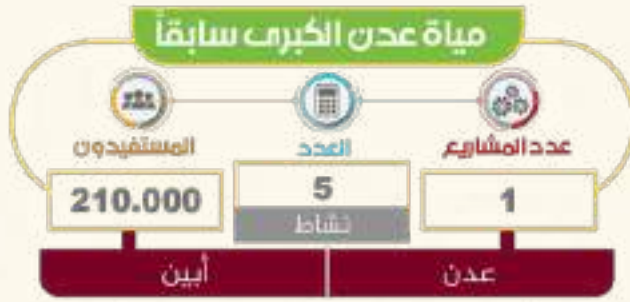 مياة عدن الكبرى سابقاً
عدد المشاريع العدد المستفيدون
1 5 210.000
نشاط
عدن أبين